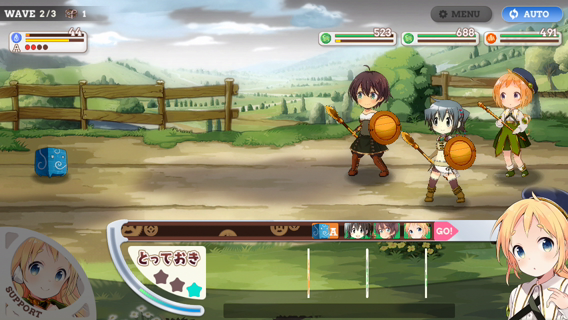 WAVE 2/3 1
MENU
AUTO
44
A
523
688
491
A
GO!
とっておき
SUPPORT